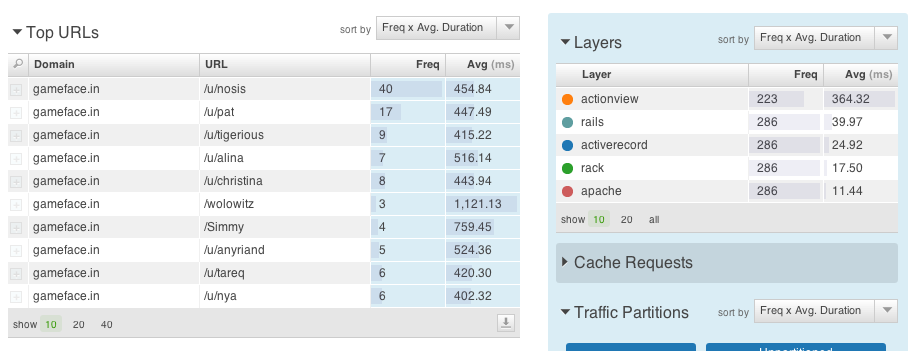 Top URLs
sort by Freq x Avg. Duration
Domain URL Freq Avg (ms)
gameface.in /u/nosis 40 454.84
gameface.in /u/pat 17 447.49
gameface.in /u/tigerious 9 415.22
gameface.in /u/alina 7 516.14
gameface.in /u/christina 8 443.94
gameface.in /wolowitz 3 1,121.13
gameface.in /Simmy 4 759.45
gameface.in /u/anyriand 5 524.36
gameface.in /u/tareq 6 420.30
gameface.in /u/nya 6 402.32
show 10 20 40
Layers
sort by Freq x Avg. Duration
Layer Freq Avg (ms)
actionview 223 364.32
rails 286 39.97
activerecord 286 24.92
rack 286 17.50
apache 286 11.44
show 10 20 all
Cache Requests
Traffic Partitions
sort by Freq x Avg. Duration